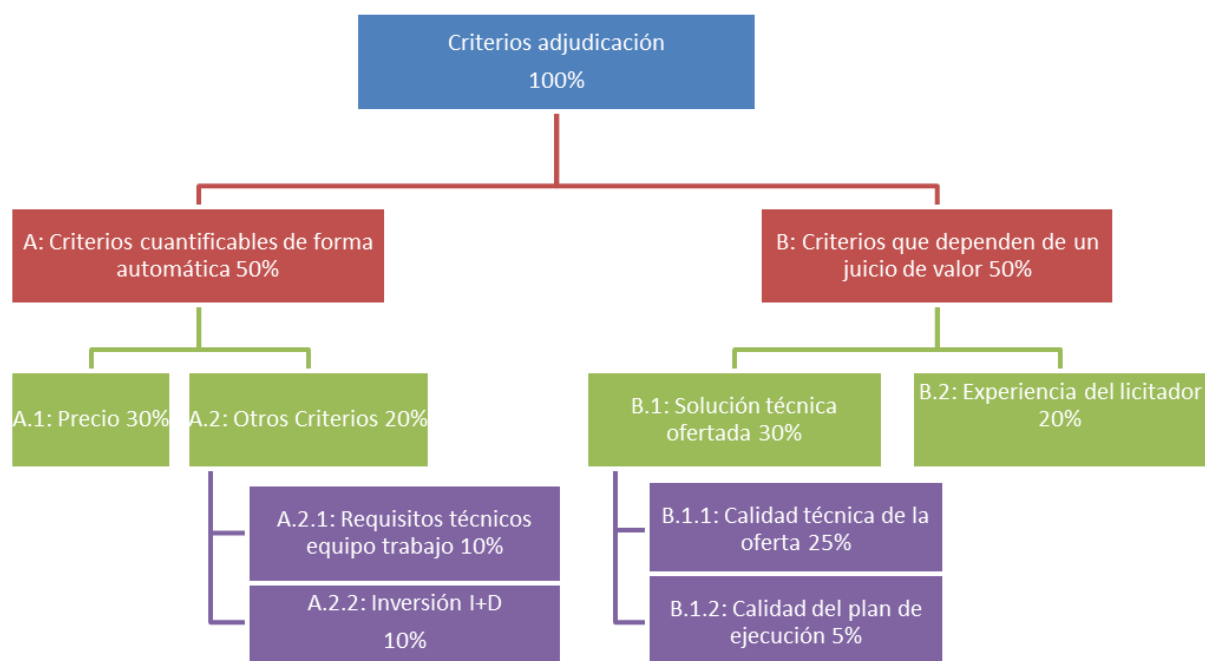 Criterios adjudicación
100%
A: Criterios cuantificables de forma
automática 50%
B: Criterios que dependen de un
juicio de valor 50%
A.1: Precio 30%
A.2: Otros Criterios 20%
B.1: Solución técnica
ofertada 30%
B.2: Experiencia del licitador
20%
A.2.1: Requisitos técnicos
equipo trabajo 10%
A.2.2: Inversión I+D
10%
B.1.1: Calidad técnica de la
oferta 25%
B.1.2: Calidad del plan de
ejecución 5%